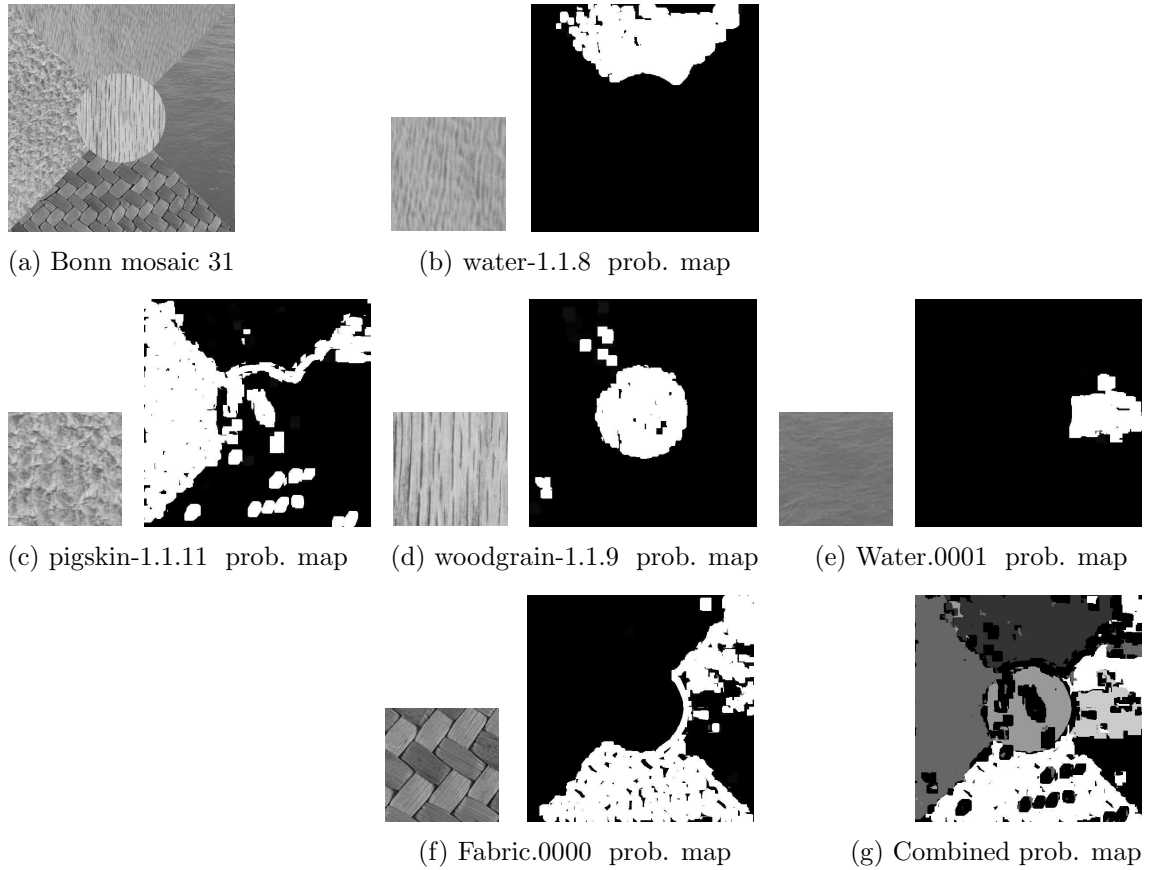 (a) Bonn mosaic 31
(b) water-1.1.8 prob. map
(c) pigskin-1.1.11 prob. map
(d) woodgrain-1.1.9 prob. map
(e) Water.0001 prob. map
(f) Fabric.0000 prob. map
(g) Combined prob. map